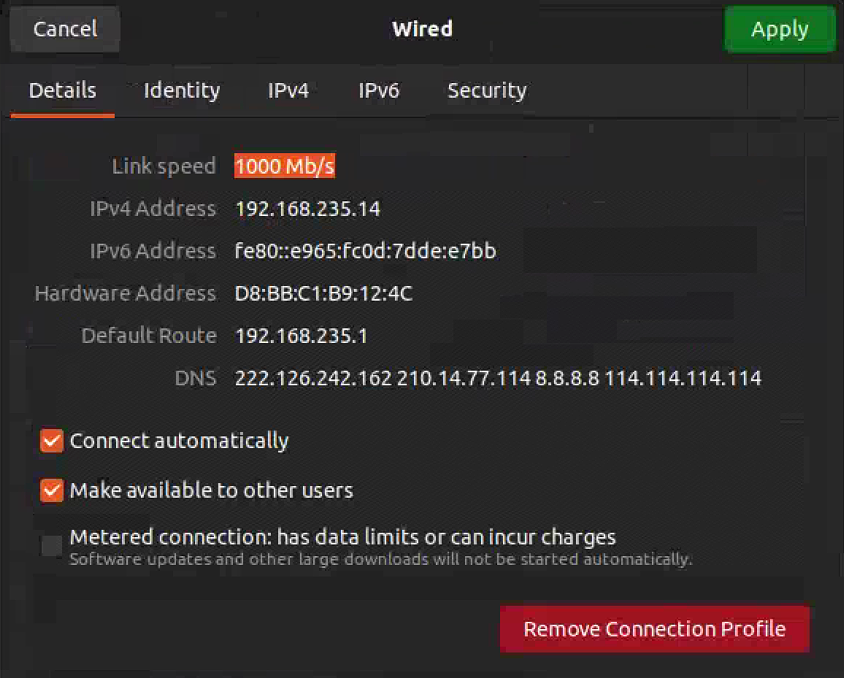 Cancel Wired Apply
Details Identity IPv4 IPv6 Security
Link speed 1000 Mb/s
IPv4 Address 192.168.235.14
IPv6 Address fe80::e965:fc0d:7dde:e7bb
Hardware Address D8:BB:C1:B9:12:4C
Default Route 192.168.235.1
DNS 222.126.242.162 210.14.77.114 8.8.8.8 114.114.114.114
Connect automatically
Make available to other users
Metered connection: has data limits or can incur charges
Software updates and other large downloads will not be started automatically.
Remove Connection Profile